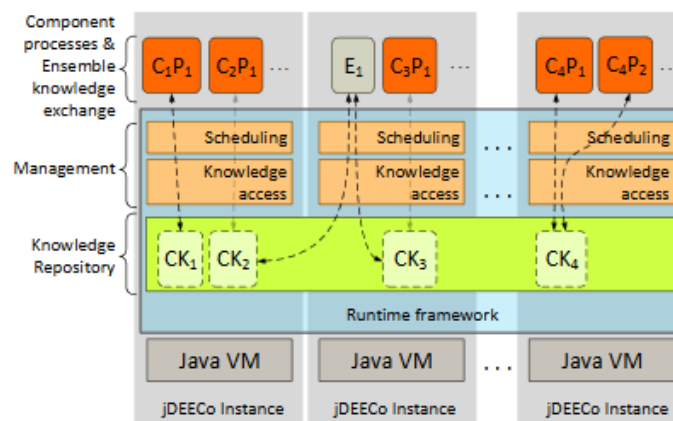 Component
processes &
Ensemble
knowledge
exchange
C1P1 C2P1 ... E1 C3P1 ... C4P1 C4P2 ...
Management
Scheduling Scheduling ... Scheduling
Knowledge access Knowledge access ... Knowledge access
Knowledge
Repository
CK1 CK2 CK3 CK4
Runtime framework
Java VM Java VM ... Java VM
jDEECo Instance jDEECo Instance jDEECo Instance